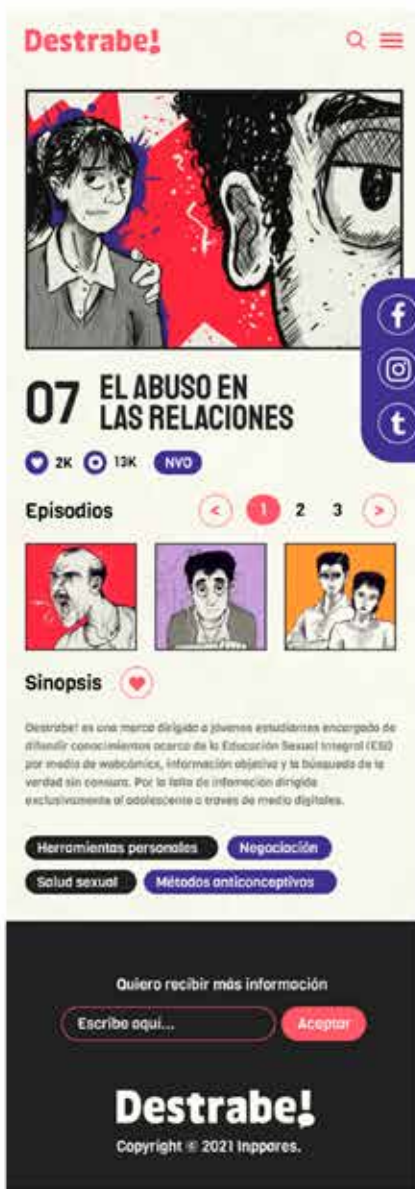 Destrabe!
07 EL ABUSO EN
LAS RELACIONES
2K 13K NVO
Episodios < 1 2 3 >
Sinopsis
Destrabe! es una marca dirigida a jóvenes estudiantes encargada de
difundir conocimientos acerca de la Educación Sexual Integral (ESI)
por medio de webcómics, información objetiva y la búsqueda de la
verdad sin censura. Por la falta de infomación dirigida
exclusivamente al adolescente a traves de medio digitales.
Herramientas personales Negociación
Salud sexual Métodos anticonceptivos
Quiero recibir más información
Escribe aquí... Aceptar
Destrabe!
Copyright © 2021 Inppares.